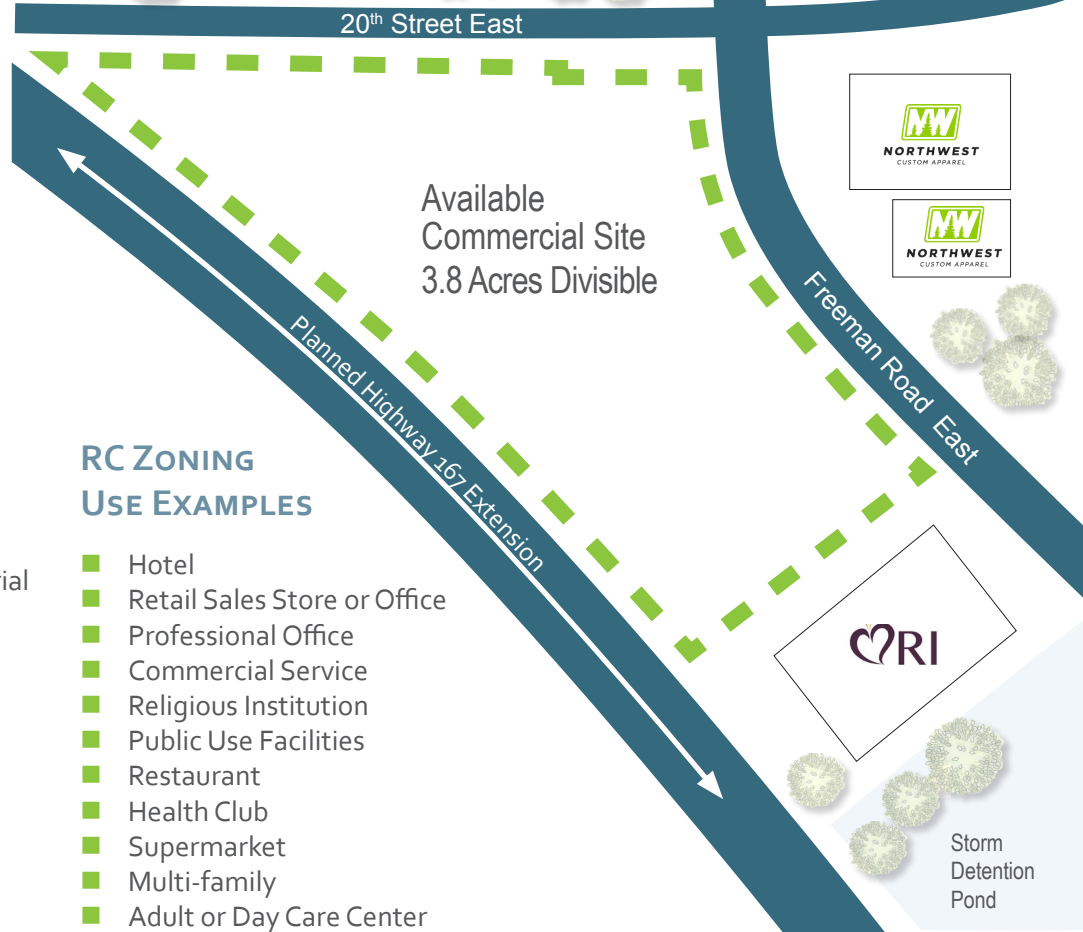 20th Street East
NW
NORTHWEST
CUSTOM APPAREL
NW
NORTHWEST
CUSTOM APPAREL
Available
Commercial Site
3.8 Acres Divisible
Freeman Road East
Planned Highway 167 Extension
RC ZONING
USE EXAMPLES
Hotel
Retail Sales Store or Office
Professional Office
Commercial Service
Religious Institution
Public Use Facilities
Restaurant
Health Club
Supermarket
Multi-family
Adult or Day Care Center
RI
Storm
Detention
Pond